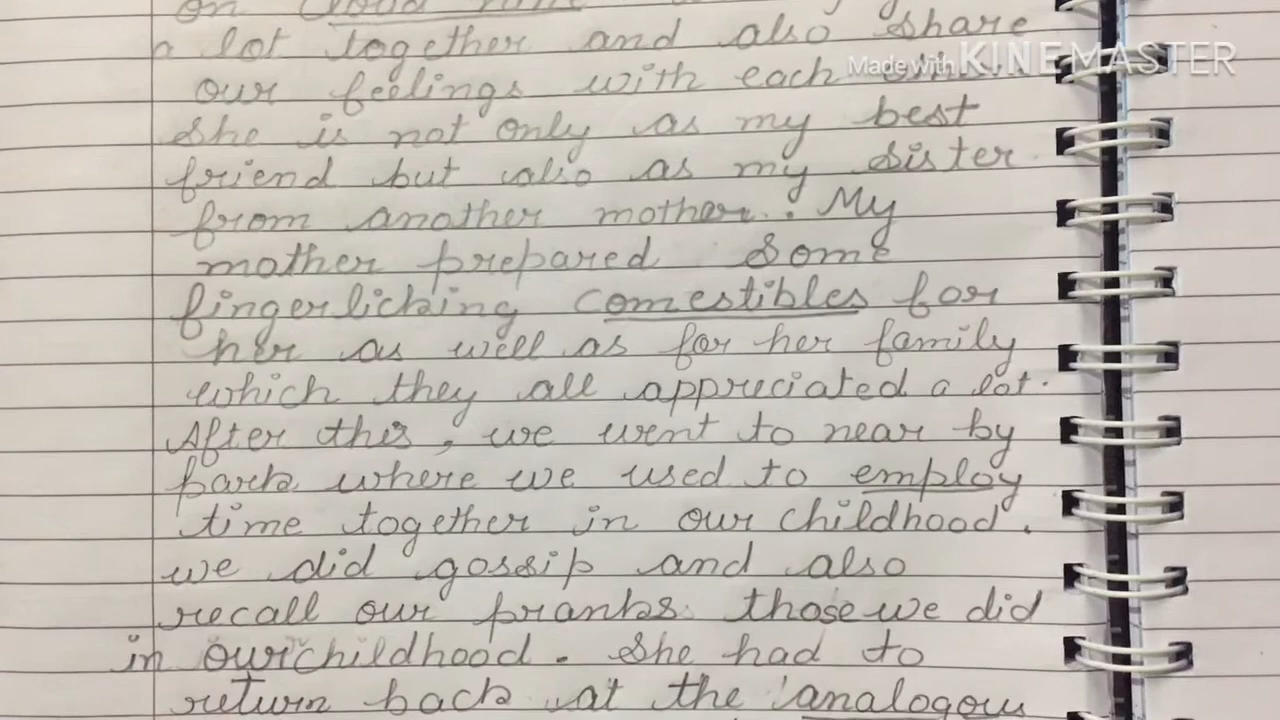 on cloud nine
a lot together and also share
Made with KINEMASTER
our feelings with each
She is not only as my best
friend but also as my sister
from another mother. My
mother prepared some
fingerlicking comestibles for
her as well as for her family
which they all appreciated a lot.
After this, we went to near by
park where we used to employ
time together in our childhood.
we did gossip and also
recall our pranks those we did
in our childhood. She had to
return back at the analogous